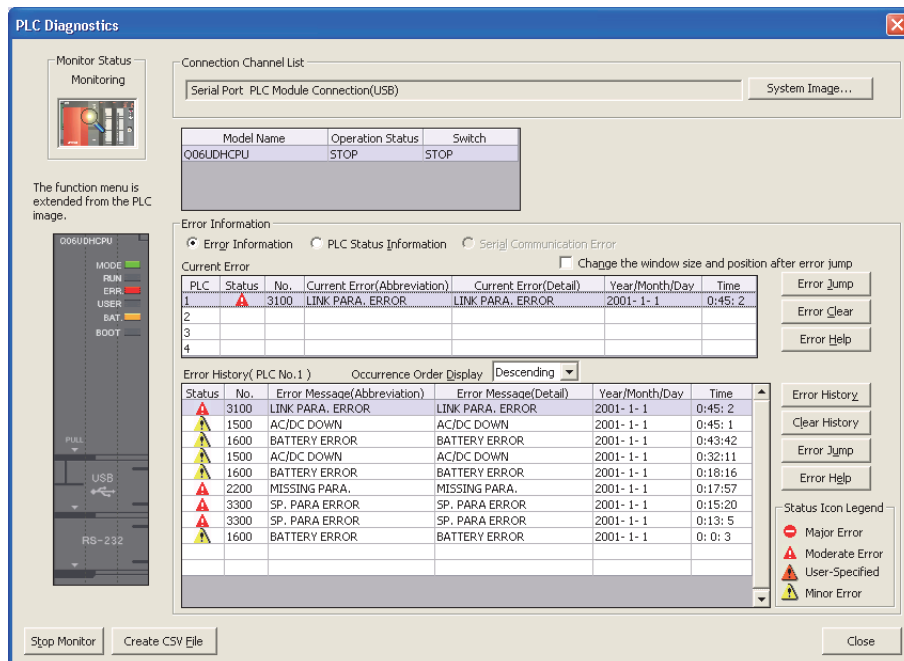 PLC Diagnostics
Monitor Status
Monitoring
Connection Channel List
Serial Port PLC Module Connection(USB)
System Image...
Model Name Operation Status Switch
Q06UDHCPU STOP STOP
The function menu is
extended from the PLC
image.
Q06UDHCPU
MODE
RUN
ERR.
USER
BAT.
BOOT
PULL
USB
RS-232
Error Information
Error Information PLC Status Information Serial Communication Error
Change the window size and position after error jump
Current Error
PLC Status No. Current Error(Abbreviation) Current Error(Detail) Year/Month/Day Time
1 3100 LINK PARA. ERROR LINK PARA. ERROR 2001- 1- 1 0:45: 2
2
3
4
Error Jump
Error Clear
Error Help
Error History( PLC No.1 ) Occurrence Order Display Descending
Status No. Error Message(Abbreviation) Error Message(Detail) Year/Month/Day Time
3100 LINK PARA. ERROR LINK PARA. ERROR 2001- 1- 1 0:45: 2
1500 AC/DC DOWN AC/DC DOWN 2001- 1- 1 0:45: 1
1600 BATTERY ERROR BATTERY ERROR 2001- 1- 1 0:43:42
1500 AC/DC DOWN AC/DC DOWN 2001- 1- 1 0:32:11
1600 BATTERY ERROR BATTERY ERROR 2001- 1- 1 0:18:16
2200 MISSING PARA. MISSING PARA. 2001- 1- 1 0:17:57
3300 SP. PARA ERROR SP. PARA ERROR 2001- 1- 1 0:15:20
3300 SP. PARA ERROR SP. PARA ERROR 2001- 1- 1 0:13: 5
1600 BATTERY ERROR BATTERY ERROR 2001- 1- 1 0: 0: 3
Error History
Clear History
Error Jump
Error Help
Status Icon Legend
Major Error
Moderate Error
User-Specified
Minor Error
Stop Monitor
Create CSV File
Close